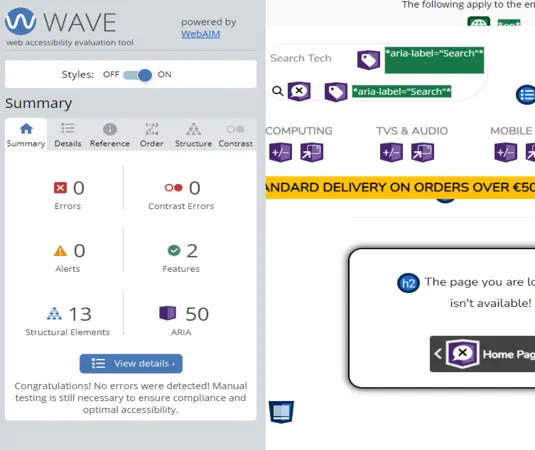 WAVE
web accessibility evaluation tool
powered by
WebAIM
Styles: OFF ON
Summary
Summary Details Reference Order Structure Contrast
0 0
Errors Contrast Errors
0 2
Alerts Features
13 50
Structural Elements ARIA
View details ›
Congratulations! No errors were detected! Manual
testing is still necessary to ensure compliance and
optimal accessibility.
The following apply to the en
Search Tech *aria-label="Search"*
*aria-label="Search"*
COMPUTING TVS & AUDIO MOBILE
ANDARD DELIVERY ON ORDERS OVER €50
h2 The page you are lo
isn't available!
Home Pag